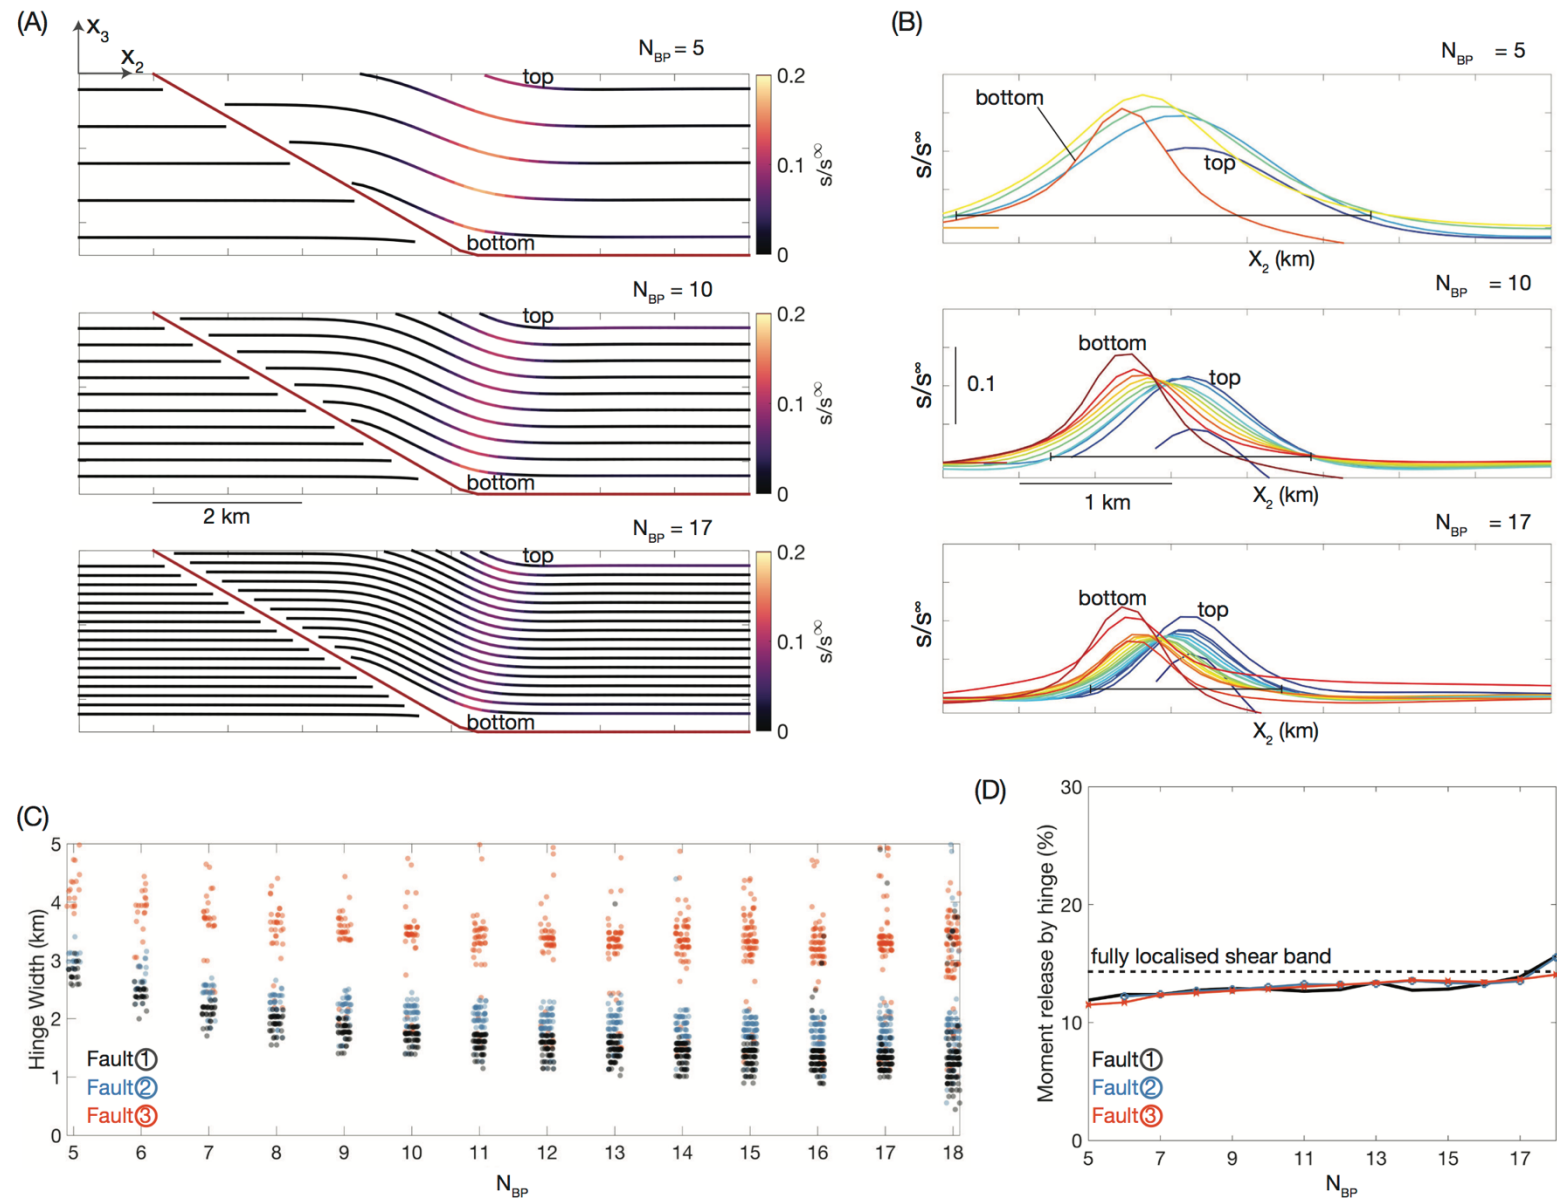 (A)
X3
X2
NBP = 5
top
bottom
0.2
0.1
0
s/s∞
NBP = 10
top
bottom
0.2
0.1
0
s/s∞
2 km
NBP = 17
top
bottom
0.2
0.1
0
s/s∞
(B)
NBP = 5
bottom
top
s/s∞
X2 (km)
NBP = 10
bottom
top
0.1
s/s∞
X2 (km)
1 km
NBP = 17
bottom
top
s/s∞
X2 (km)
(C)
Hinge Width (km)
5
4
3
2
1
0
Fault①
Fault②
Fault③
5 6 7 8 9 10 11 12 13 14 15 16 17 18
NBP
(D)
Moment release by hinge (%)
30
20
10
0
fully localised shear band
Fault①
Fault②
Fault③
5 7 9 11 13 15 17
NBP